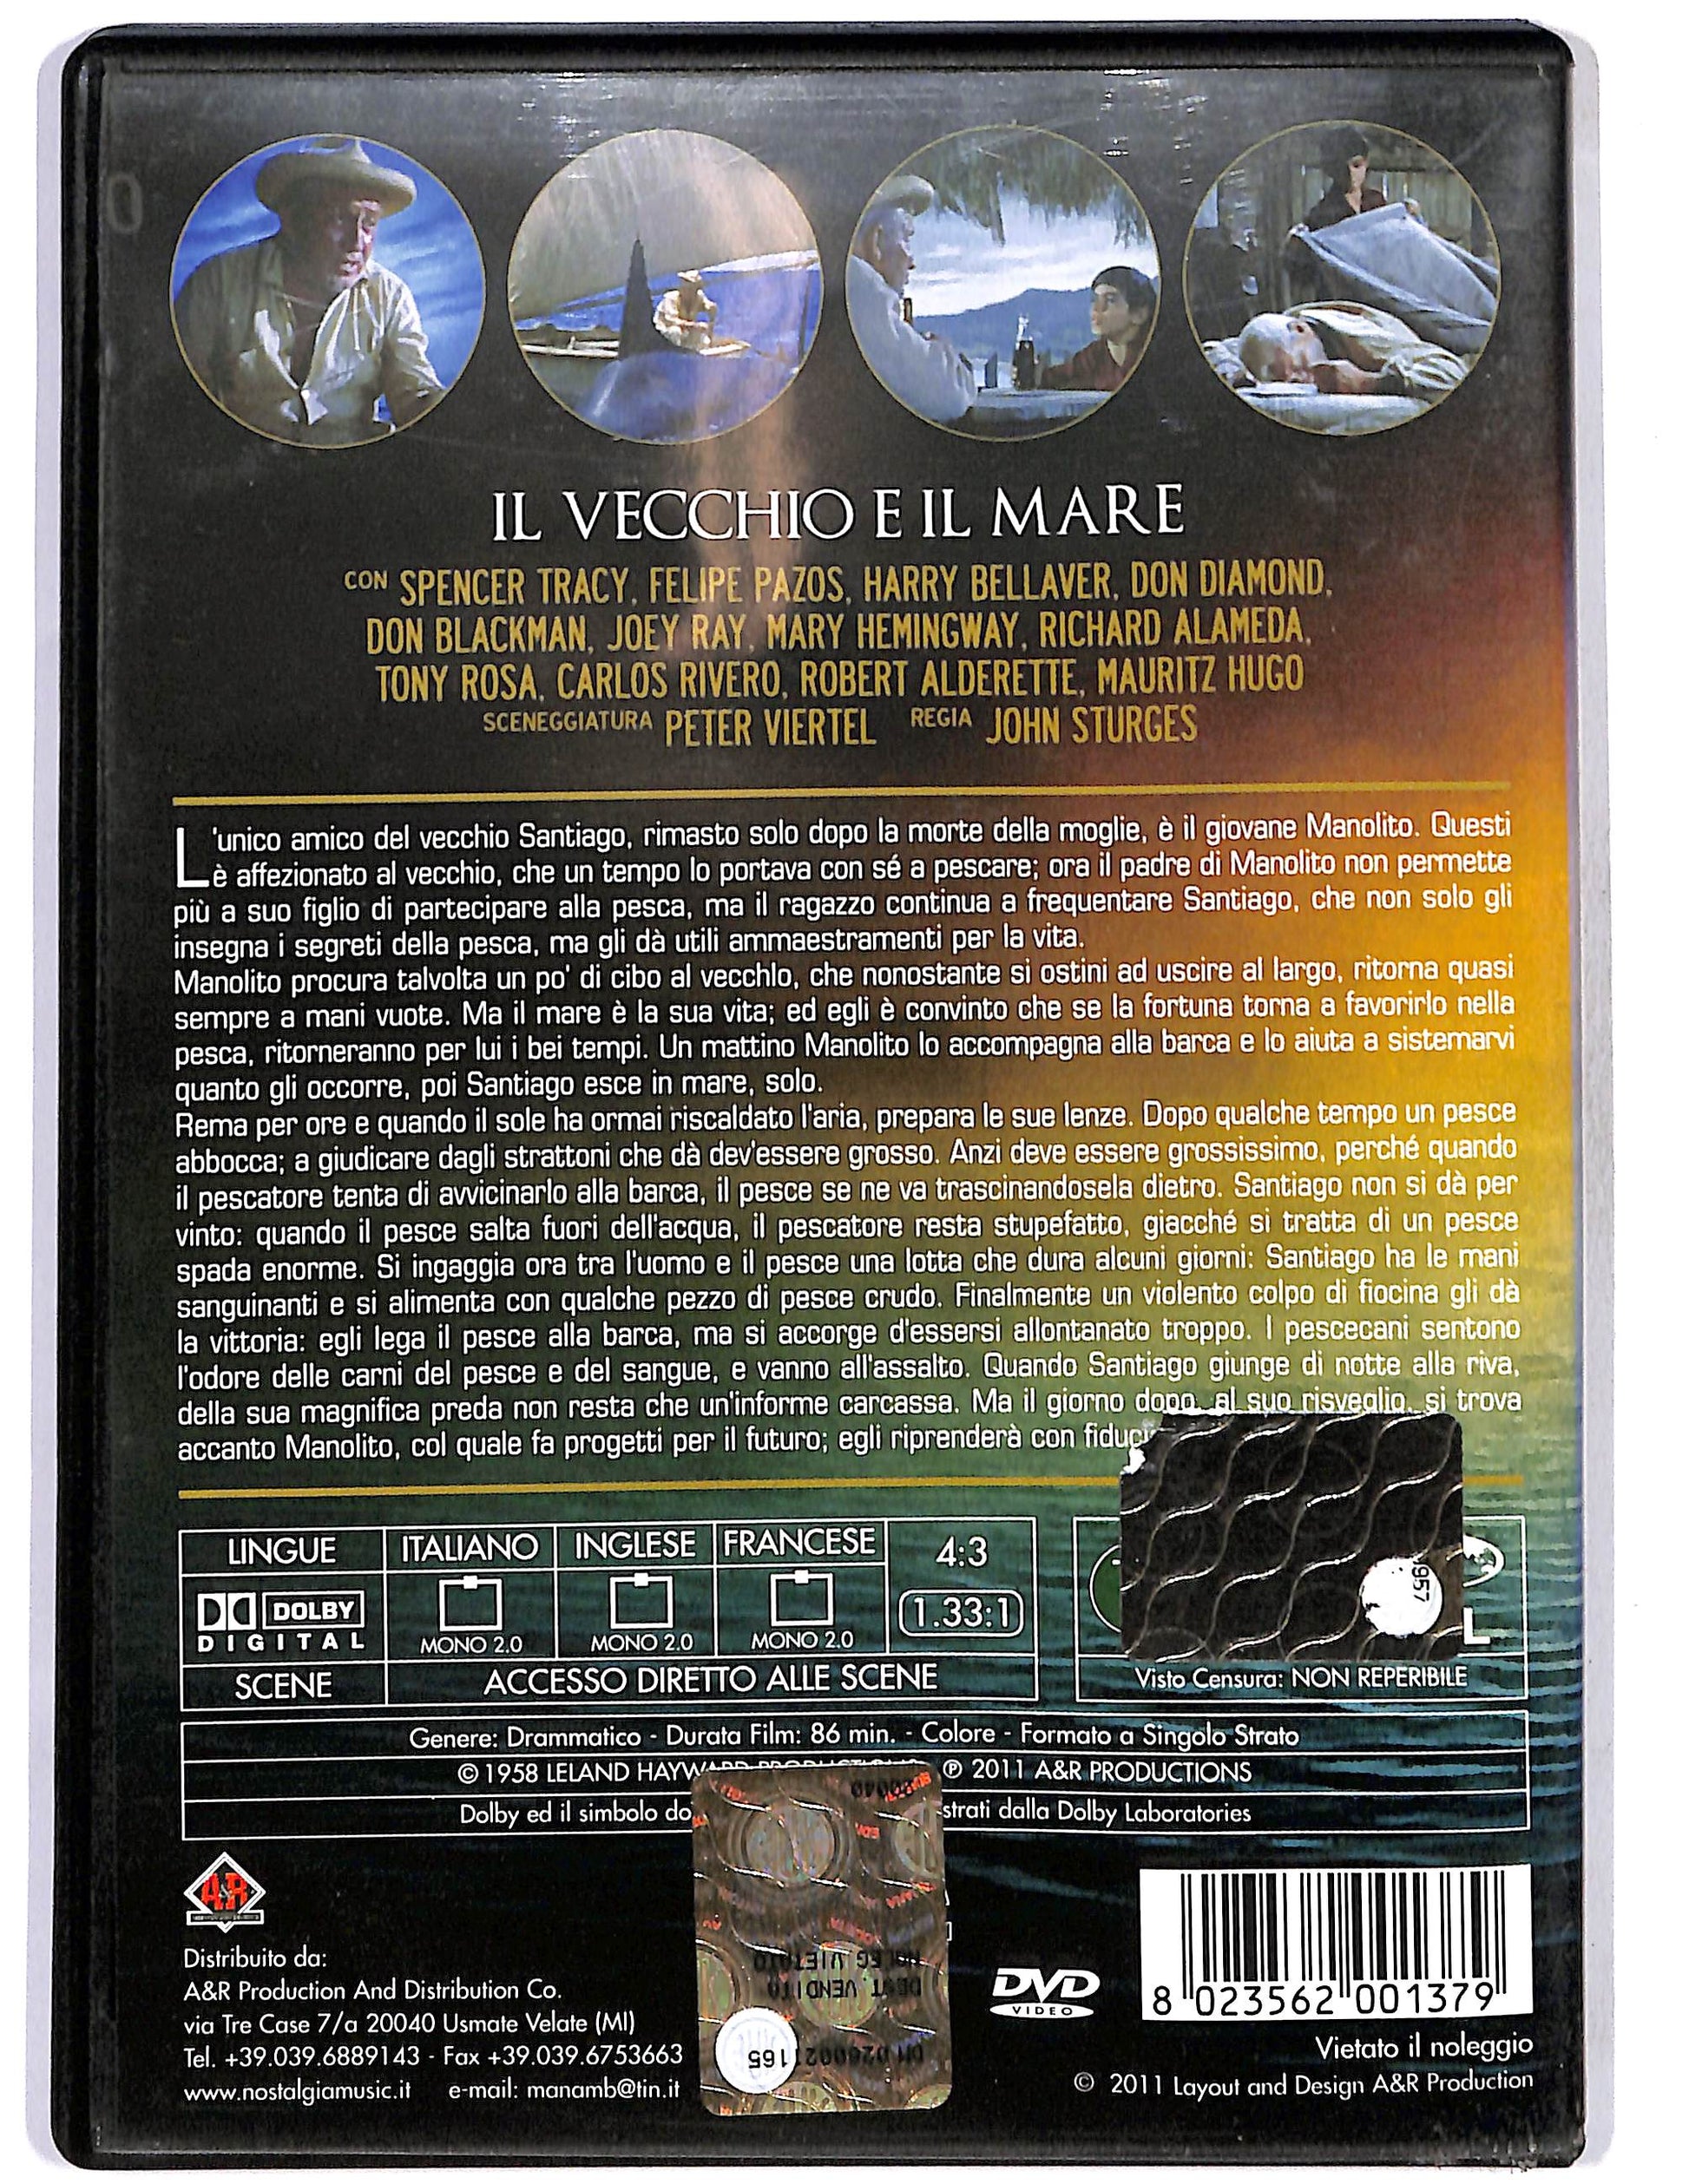 IL VECCHIO E IL MARE
CON SPENCER TRACY, FELIPE PAZOS, HARRY BELLAVER, DON DIAMOND,
DON BLACKMAN, JOEY RAY, MARY HEMINGWAY, RICHARD ALAMEDA,
TONY ROSA, CARLOS RIVERO, ROBERT ALDERETTE, MAURITZ HUGO
SCENEGGIATURA PETER VIERTEL REGIA JOHN STURGES
L'unico amico del vecchio Santiago, rimasto solo dopo la morte della moglie, è il giovane Manolito. Questi
è affezionato al vecchio, che un tempo lo portava con sé a pescare; ora il padre di Manolito non permette
più a suo figlio di partecipare alla pesca, ma il ragazzo continua a frequentare Santiago, che non solo gli
insegna i segreti della pesca, ma gli dà utili ammaestramenti per la vita.
Manolito procura talvolta un po' di cibo al vecchlo, che nonostante si ostini ad uscire al largo, ritorna quasi
sempre a mani vuote. Ma il mare è la sua vita; ed egli è convinto che se la fortuna torna a favorirlo nella
pesca, ritorneranno per lui i bei tempi. Un mattino Manolito lo accompagna alla barca e lo aiuta a sistemarvi
quanto gli occorre, poi Santiago esce in mare, solo.
Rema per ore e quando il sole ha ormai riscaldato l'aria, prepara le sue lenze. Dopo qualche tempo un pesce
abbocca; a giudicare dagli strattoni che dà dev'essere grosso. Anzi deve essere grossissimo, perché quando
il pescatore tenta di avvicinarlo alla barca, il pesce se ne va trascinandosela dietro. Santiago non si dà per
vinto: quando il pesce salta fuori dell'acqua, il pescatore resta stupefatto, giacché si tratta di un pesce
spada enorme. Si ingaggia ora tra l'uomo e il pesce una lotta che dura alcuni giorni: Santiago ha le mani
sanguinanti e si alimenta con qualche pezzo di pesce crudo. Finalmente un violento colpo di fiocina gli dà
la vittoria: egli lega il pesce alla barca, ma si accorge d'essersi allontanato troppo. I pescecani sentono
l'odore delle carni del pesce e del sangue, e vanno all'assalto. Quando Santiago giunge di notte alla riva,
della sua magnifica preda non resta che un'informe carcassa. Ma il giorno dopo, al suo risveglio, si trova
accanto Manolito, col quale fa progetti per il futuro; egli riprenderà con
LINGUE ITALIANO INGLESE FRANCESE 4:3
DOLBY DIGITAL MONO 2.0 MONO 2.0 MONO 2.0 1.33:1
SCENE ACCESSO DIRETTO ALLE SCENE
957
L
Visto Censura: NON REPERIBILE
Genere: Drammatico - Durata Film: 86 min. - Colore - Formato a Singolo Strato
© 1958 LELAND ℗ 2011 A&R PRODUCTIONS
Dolby ed il simbolo dalla Dolby Laboratories
A&R
Distribuito da:
A&R Production And Distribution Co.
via Tre Case 7/a 20040 Usmate Velate (MI)
Tel. +39.039.6889143 - Fax +39.039.6753663
www.nostalgiamusic.it e-mail: manamb@tin.it
DVD
VIDEO
8 023562 001379
Vietato il noleggio
© 2011 Layout and Design A&R Production